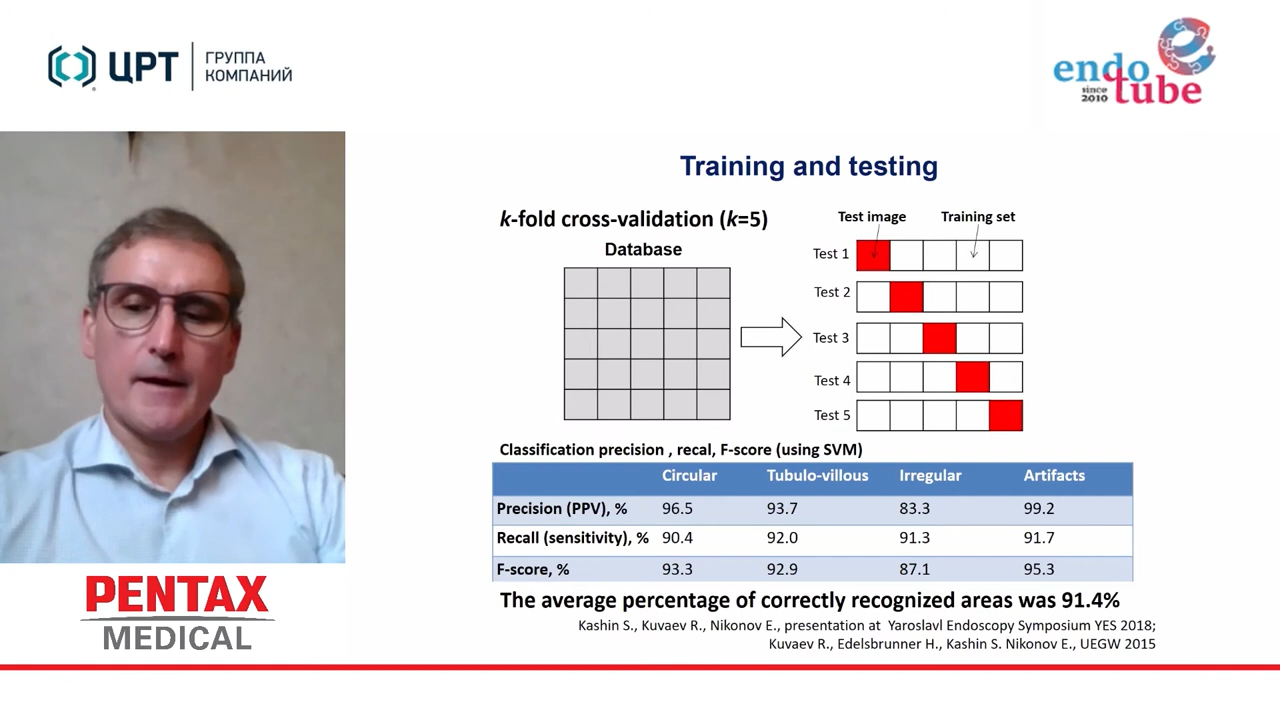 ЦРТ
ГРУППА
КОМПАНИЙ
endo
since
2010
tube
Training and testing
k-fold cross-validation (k=5)
Database
Test image
Training set
Test 1
Test 2
Test 3
Test 4
Test 5
Classification precision , recal, F-score (using SVM)
Circular Tubulo-villous Irregular Artifacts
Precision (PPV), % 96.5 93.7 83.3 99.2
Recall (sensitivity), % 90.4 92.0 91.3 91.7
F-score, % 93.3 92.9 87.1 95.3
The average percentage of correctly recognized areas was 91.4%
Kashin S., Kuvaev R., Nikonov E., presentation at Yaroslavl Endoscopy Symposium YES 2018;
Kuvaev R., Edelsbrunner H., Kashin S. Nikonov E., UEGW 2015
PENTAX
MEDICAL